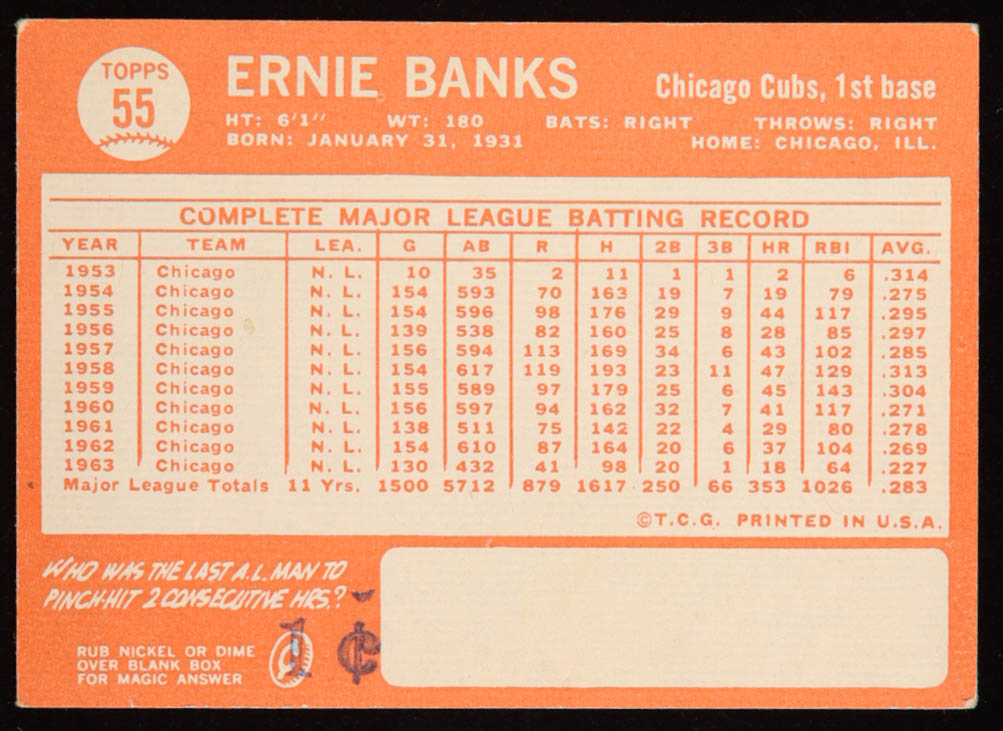 TOPPS
55
ERNIE BANKS
Chicago Cubs, 1st base
HT: 6'1" WT: 180 BATS: RIGHT THROWS: RIGHT
BORN: JANUARY 31, 1931 HOME: CHICAGO, ILL.
COMPLETE MAJOR LEAGUE BATTING RECORD
YEAR TEAM LEA. G AB R H 2B 3B HR RBI AVG.
1953 Chicago N. L. 10 35 2 11 1 1 2 6 .314
1954 Chicago N. L. 154 593 70 163 19 7 19 79 .275
1955 Chicago N. L. 154 596 98 176 29 9 44 117 .295
1956 Chicago N. L. 139 538 82 160 25 8 28 85 .297
1957 Chicago N. L. 156 594 113 169 34 6 43 102 .285
1958 Chicago N. L. 154 617 119 193 23 11 47 129 .313
1959 Chicago N. L. 155 589 97 179 25 6 45 143 .304
1960 Chicago N. L. 156 597 94 162 32 7 41 117 .271
1961 Chicago N. L. 138 511 75 142 22 4 29 80 .278
1962 Chicago N. L. 154 610 87 164 20 6 37 104 .269
1963 Chicago N. L. 130 432 41 98 20 1 18 64 .227
Major League Totals 11 Yrs. 1500 5712 879 1617 250 66 353 1026 .283
©T.C.G. PRINTED IN U.S.A.
WHO WAS THE LAST A.L. MAN TO
PINCH-HIT 2 CONSECUTIVE HRS.?
RUB NICKEL OR DIME
OVER BLANK BOX
FOR MAGIC ANSWER
1 ¢